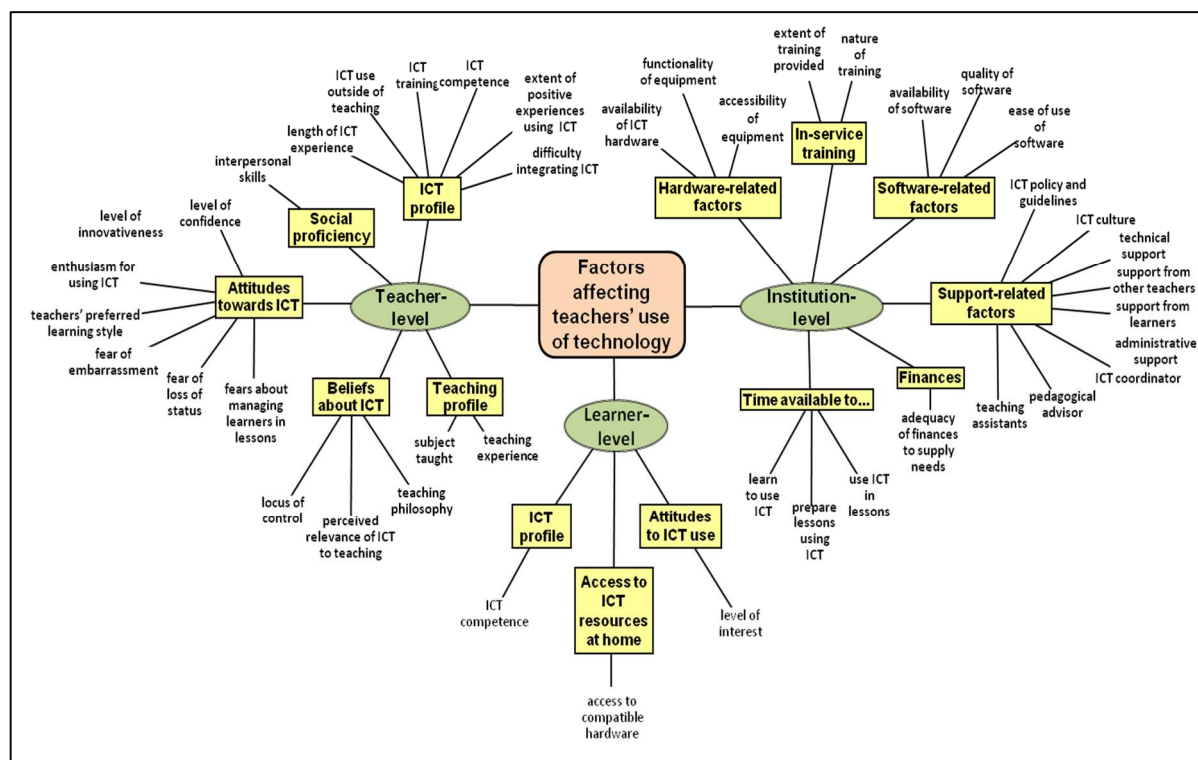 Factors
affecting
teachers' use
of technology
Teacher-
level
ICT
profile
length of ICT
experience
ICT use
outside of
teaching
ICT
training
ICT
competence
extent of
positive
experiences
using ICT
difficulty
integrating ICT
Social
proficiency
interpersonal
skills
Attitudes
towards ICT
level of
confidence
level of
innovativeness
enthusiasm for
using ICT
teachers' preferred
learning style
fear of
embarrassment
fear of
loss of
status
fears about
managing
learners in
lessons
Beliefs
about ICT
locus of
control
perceived
relevance of ICT
to teaching
teaching
philosophy
Teaching
profile
subject
taught
teaching
experience
Learner-
level
ICT
profile
ICT
competence
Access to
ICT
resources
at home
access to
compatible
hardware
Attitudes
to ICT use
level of
interest
Institution-
level
Hardware-related
factors
availability
of ICT
hardware
functionality
of equipment
accessibility
of
equipment
In-service
training
extent of
training
provided
nature of
training
Software-related
factors
availability
of software
quality of
software
ease of use
of
software
Support-related
factors
ICT policy and
guidelines
ICT culture
technical
support
support from
other teachers
support from
learners
administrative
support
ICT coordinator
pedagogical
advisor
teaching
assistants
Finances
adequacy
of finances
to supply
needs
Time available to...
learn
to use
ICT
prepare
lessons
using
ICT
use ICT
in
lessons